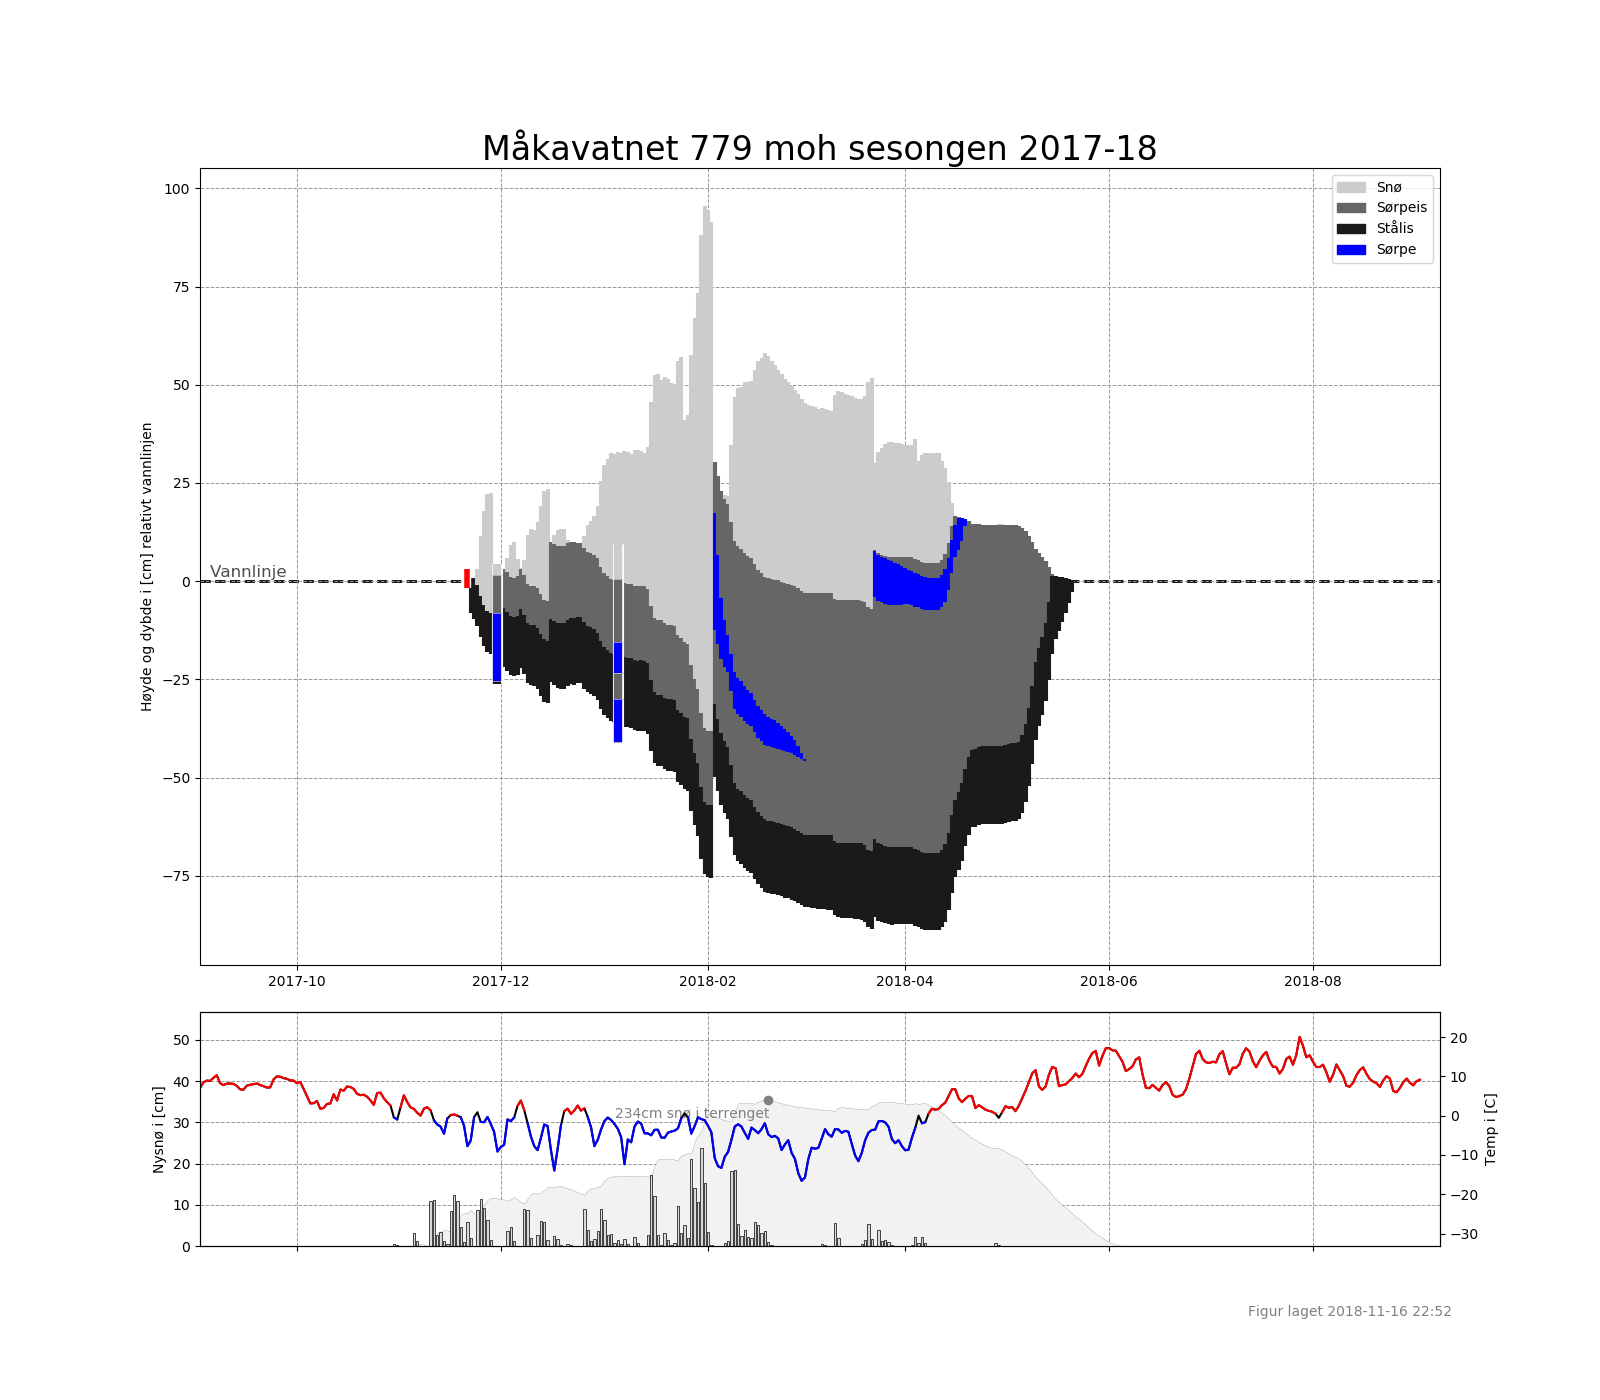 Måkavatnet 779 moh sesongen 2017-18
Høyde og dybde i [cm] relativt vannlinjen
100
75
50
25
0
−25
−50
−75
Vannlinje
Snø
Sørpeis
Stålis
Sørpe
2017-10
2017-12
2018-02
2018-04
2018-06
2018-08
Nysnø i [cm]
50
40
30
20
10
0
234cm snø i terrenget
20
10
0
−10
−20
−30
Temp i [C]
Figur laget 2018-11-16 22:52